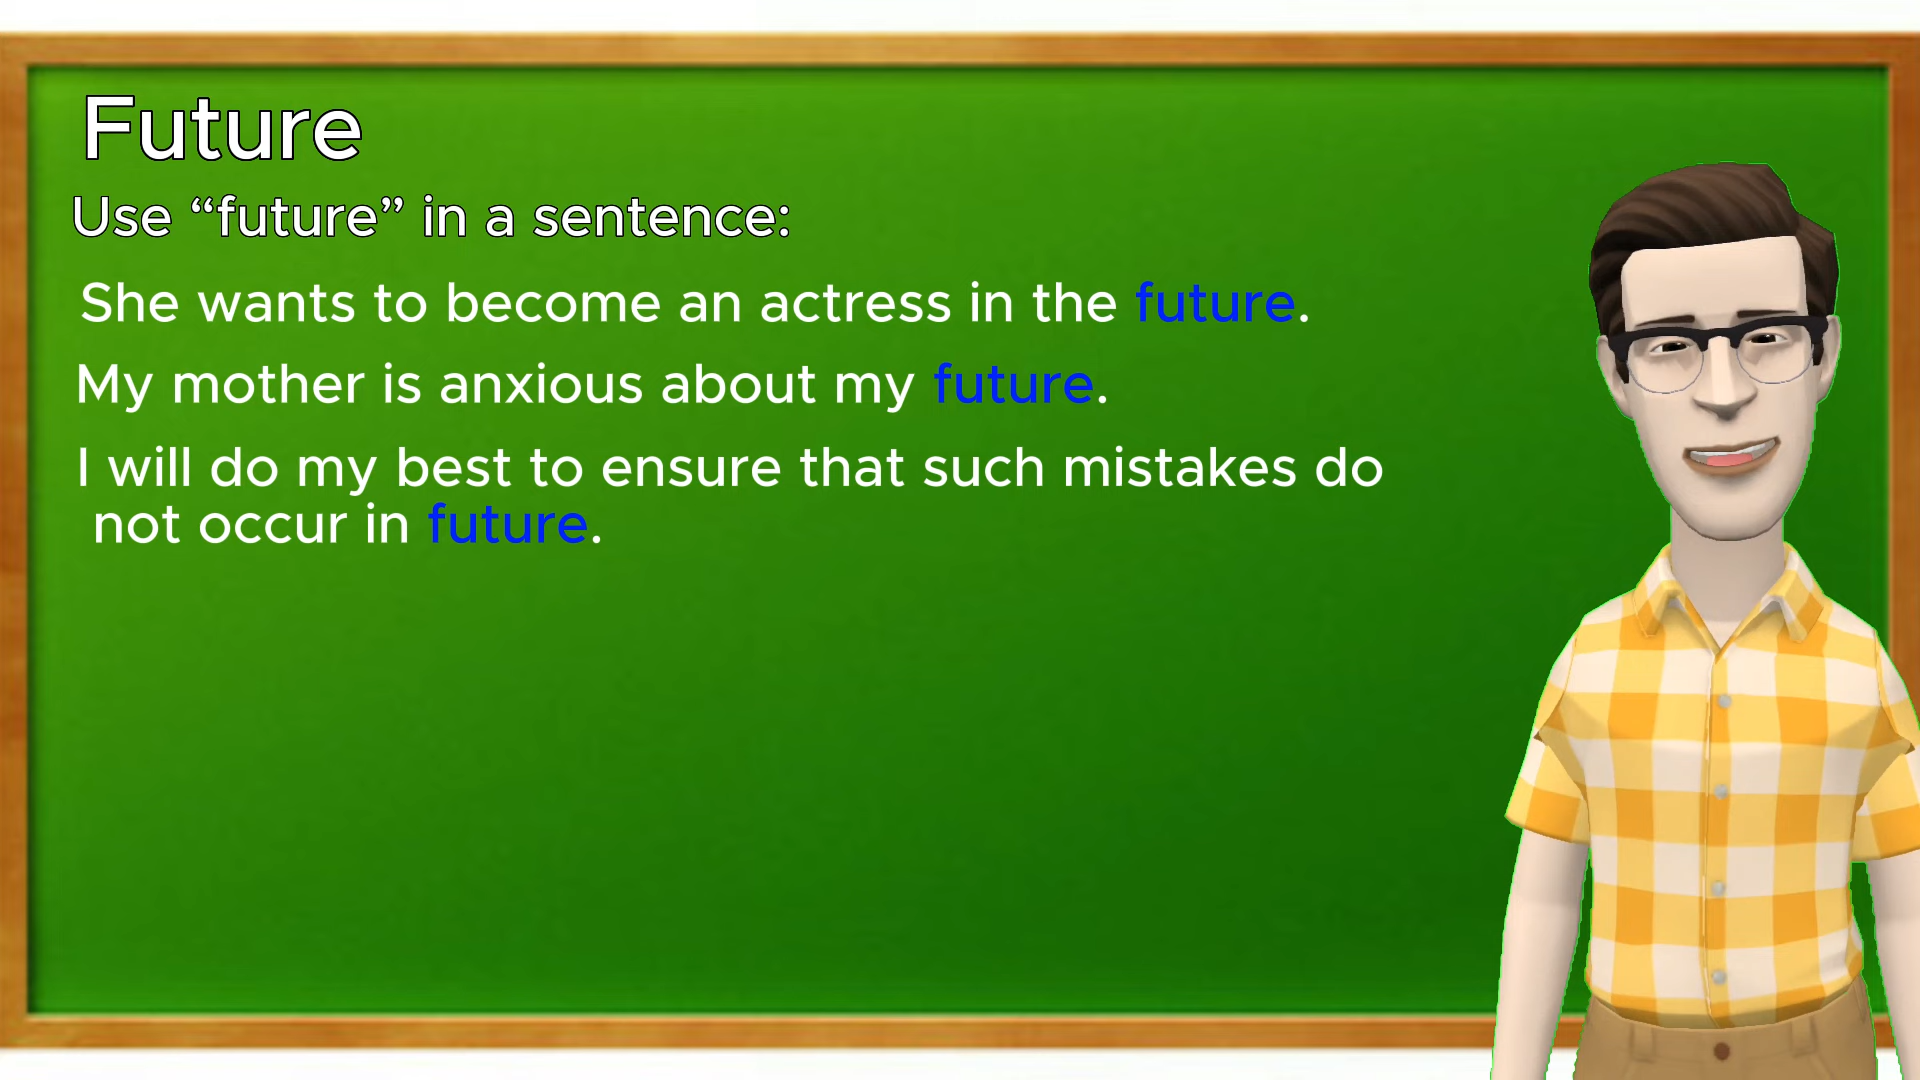 Future
Use “future” in a sentence:
She wants to become an actress in the future.
My mother is anxious about my future.
I will do my best to ensure that such mistakes do
not occur in future.